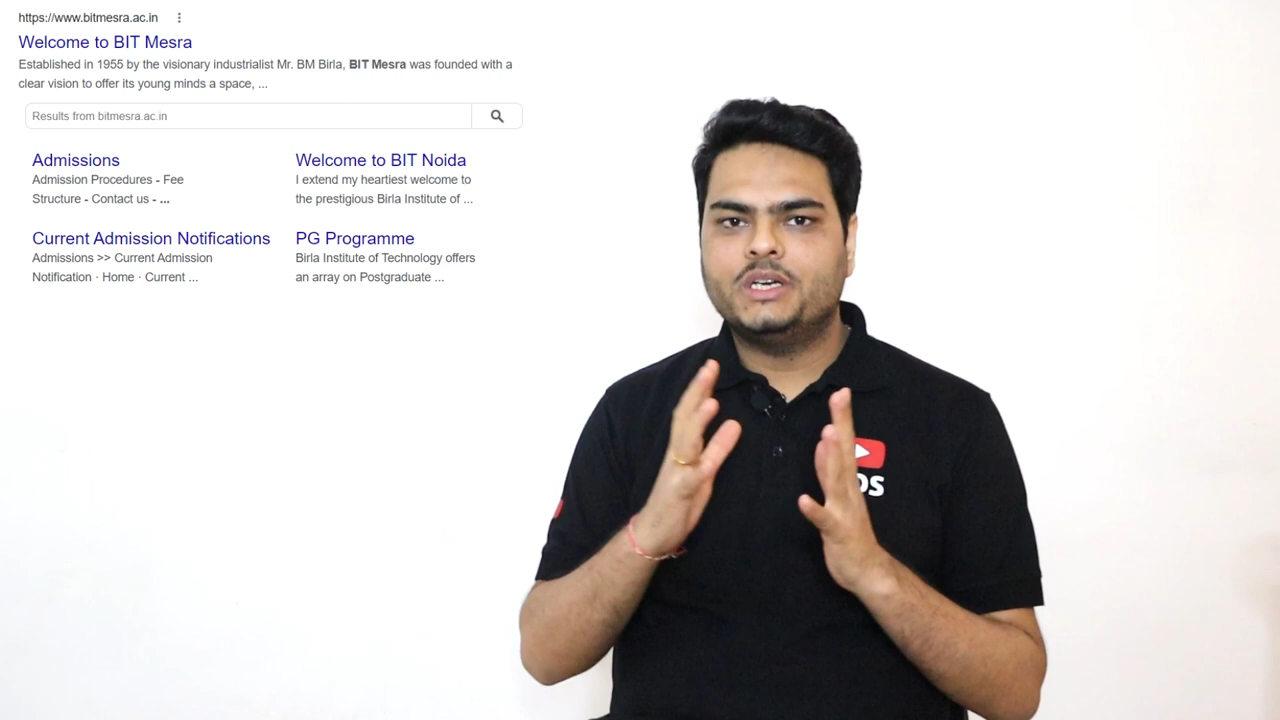 https://www.bitmesra.ac.in
Welcome to BIT Mesra
Established in 1955 by the visionary industrialist Mr. BM Birla, BIT Mesra was founded with a
clear vision to offer its young minds a space, ...
Results from bitmesra.ac.in
Admissions
Admission Procedures - Fee
Structure - Contact us - ...
Welcome to BIT Noida
I extend my heartiest welcome to
the prestigious Birla Institute of ...
Current Admission Notifications
Admissions >> Current Admission
Notification · Home · Current ...
PG Programme
Birla Institute of Technology offers
an array on Postgraduate ...